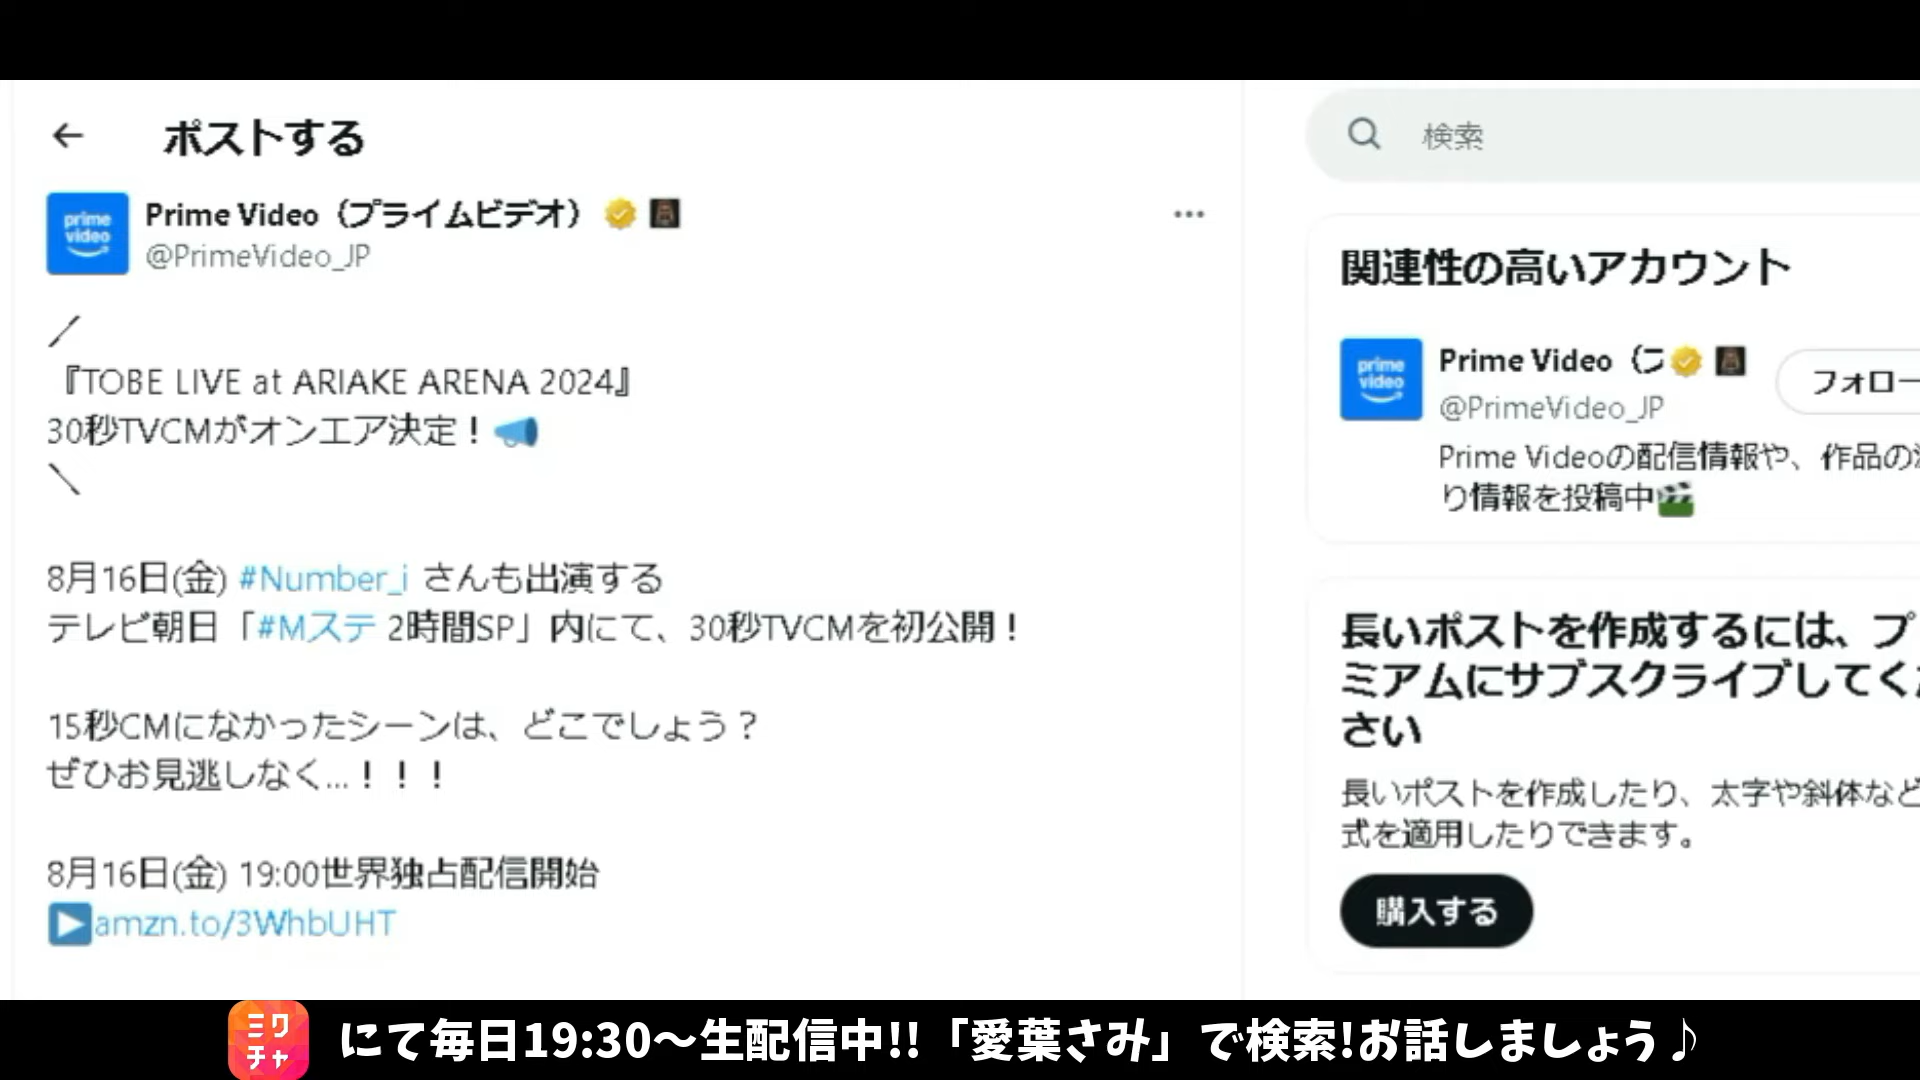 ポストする
prime video
Prime Video（プライムビデオ）
@PrimeVideo_JP
／
『TOBE LIVE at ARIAKE ARENA 2024』
30秒TVCMがオンエア決定！
＼
8月16日(金) #Number_i さんも出演する
テレビ朝日「#Mステ 2時間SP」内にて、30秒TVCMを初公開！
15秒CMになかったシーンは、どこでしょう？
ぜひお見逃しなく...！！！
8月16日(金) 19:00世界独占配信開始
amzn.to/3WhbUHT
検索
関連性の高いアカウント
prime video
Prime Video（フ
@PrimeVideo_JP
フォロー
Prime Videoの配信情報や、作品の
り情報を投稿中
長いポストを作成するには、プ
ミアムにサブスクライブしてく
さい
長いポストを作成したり、太字や斜体など
式を適用したりできます。
購入する
ミクチャ
にて毎日19:30〜生配信中!!「愛葉さみ」で検索!お話しましょう♪